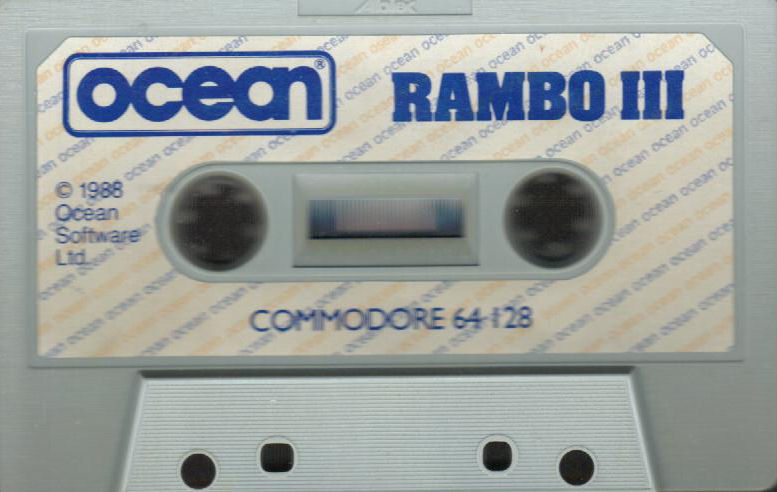 ocean®
RAMBO III
© 1988
Ocean
Software
Ltd.
COMMODORE 64-128